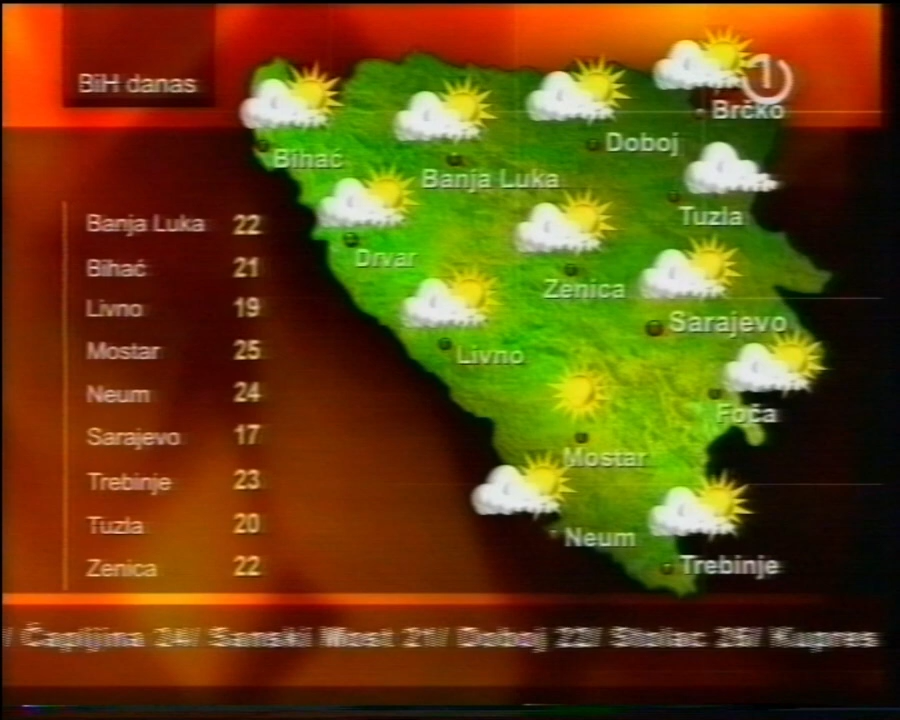 BiH danas
1
Brčko
Doboj
Bihać
Banja Luka
Tuzla
Drvar
Zenica
Sarajevo
Livno
Foča
Mostar
Neum
Trebinje
Banja Luka 22
Bihać 21
Livno 19
Mostar 25
Neum 24
Sarajevo 17
Trebinje 23
Tuzla 20
Zenica 22
/ Čapljina 24/ Sanski Most 21/ Doboj 22/ Stolac 25/ Kupres